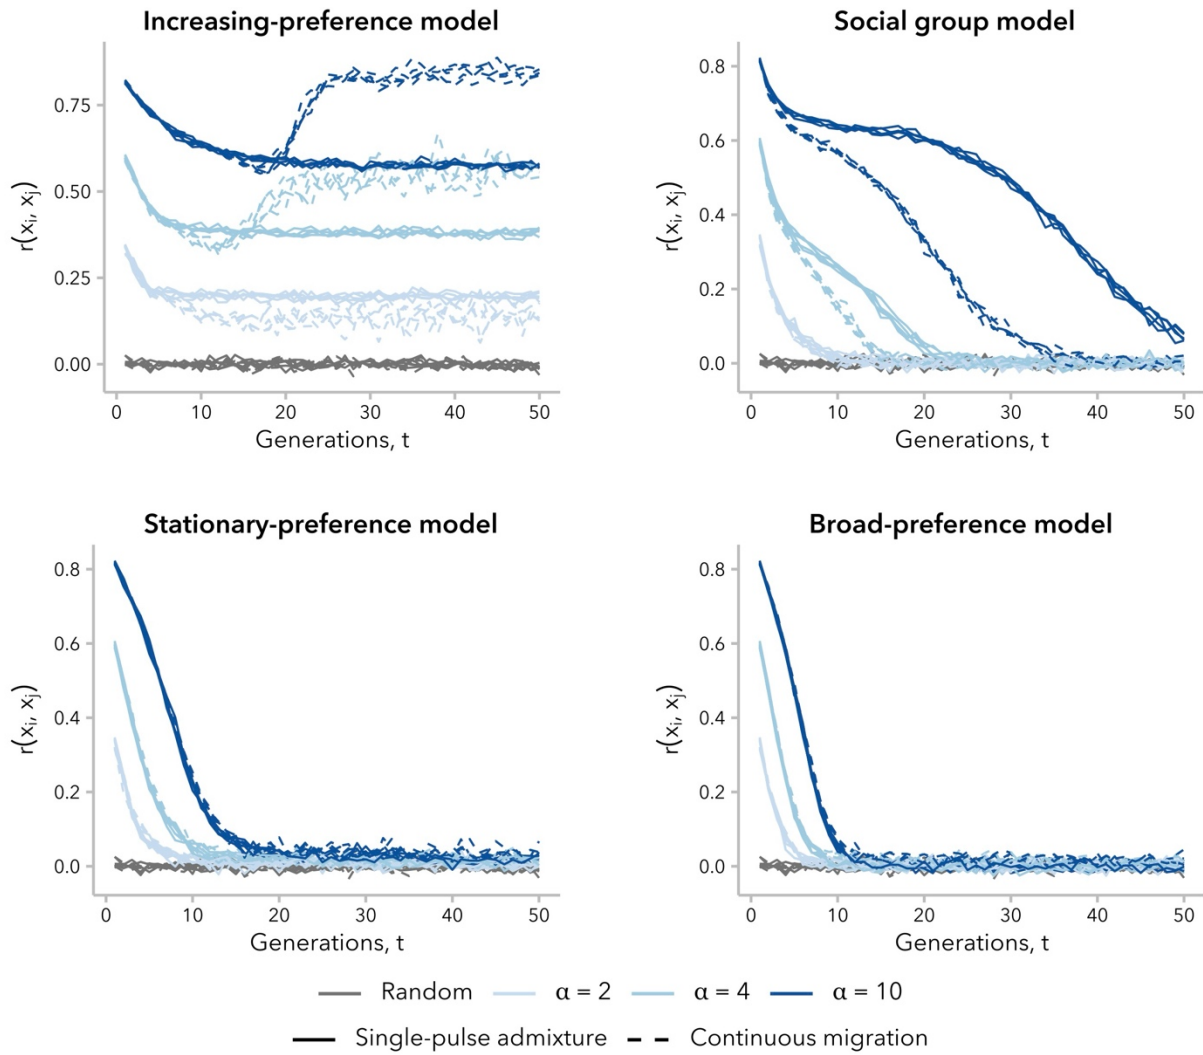 Increasing-preference model
r(xᵢ, xⱼ)
0.75
0.50
0.25
0.00
0 10 20 30 40 50
Generations, t
Social group model
r(xᵢ, xⱼ)
0.8
0.6
0.4
0.2
0.0
0 10 20 30 40 50
Generations, t
Stationary-preference model
r(xᵢ, xⱼ)
0.8
0.6
0.4
0.2
0.0
0 10 20 30 40 50
Generations, t
Broad-preference model
r(xᵢ, xⱼ)
0.8
0.6
0.4
0.2
0.0
0 10 20 30 40 50
Generations, t
Random α = 2 α = 4 α = 10
Single-pulse admixture Continuous migration